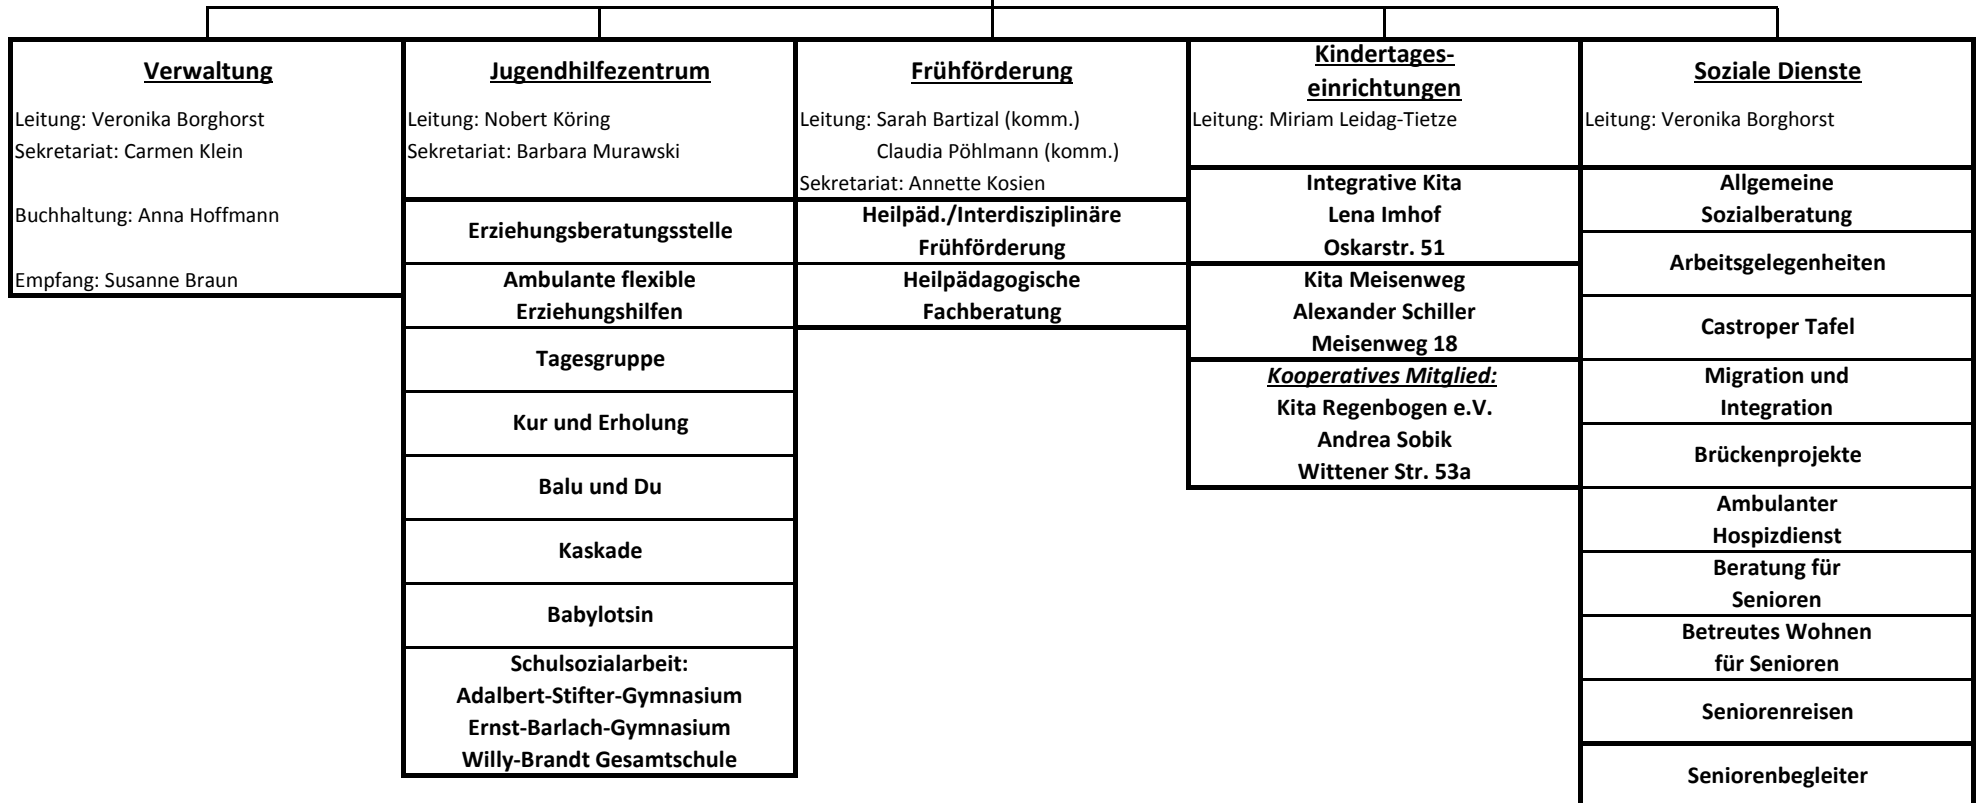 Verwaltung
Leitung: Veronika Borghorst
Sekretariat: Carmen Klein
Buchhaltung: Anna Hoffmann
Empfang: Susanne Braun
Jugendhilfezentrum
Leitung: Nobert Köring
Sekretariat: Barbara Murawski
Erziehungsberatungsstelle
Ambulante flexible
Erziehungshilfen
Tagesgruppe
Kur und Erholung
Balu und Du
Kaskade
Babylotsin
Schulsozialarbeit:
Adalbert-Stifter-Gymnasium
Ernst-Barlach-Gymnasium
Willy-Brandt Gesamtschule
Frühförderung
Leitung: Sarah Bartizal (komm.)
Claudia Pöhlmann (komm.)
Sekretariat: Annette Kosien
Heilpäd./Interdisziplinäre
Frühförderung
Heilpädagogische
Fachberatung
Kindertages-
einrichtungen
Leitung: Miriam Leidag-Tietze
Integrative Kita
Lena Imhof
Oskarstr. 51
Kita Meisenweg
Alexander Schiller
Meisenweg 18
Kooperatives Mitglied:
Kita Regenbogen e.V.
Andrea Sobik
Wittener Str. 53a
Soziale Dienste
Leitung: Veronika Borghorst
Allgemeine
Sozialberatung
Arbeitsgelegenheiten
Castroper Tafel
Migration und
Integration
Brückenprojekte
Ambulanter
Hospizdienst
Beratung für
Senioren
Betreutes Wohnen
für Senioren
Seniorenreisen
Seniorenbegleiter